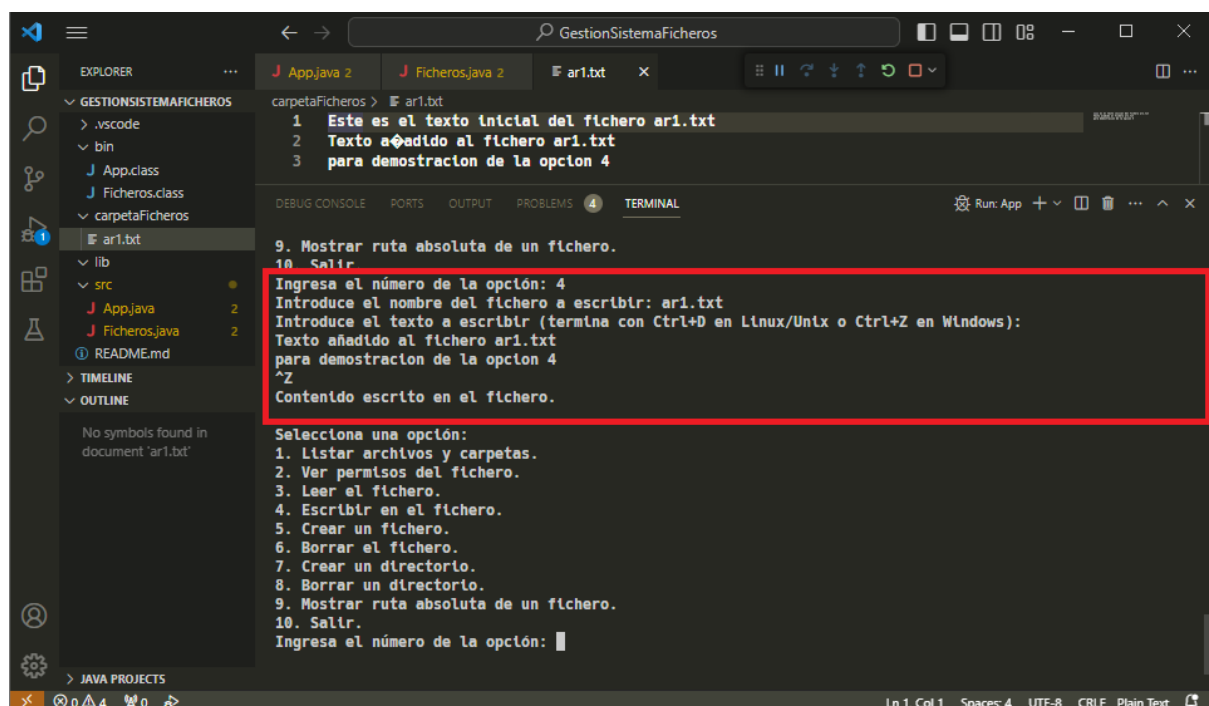 GestionSistemaFicheros
EXPLORER
GESTIONSISTEMAFICHEROS
.vscode
bin
App.class
Ficheros.class
carpetaFicheros
ar1.txt
lib
src
App.java 2
Ficheros.java 2
README.md
TIMELINE
OUTLINE
No symbols found in
document 'ar1.txt'
JAVA PROJECTS
1
App.java 2 Ficheros.java 2 ar1.txt
carpetaFicheros > ar1.txt
1 Este es el texto inicial del fichero ar1.txt
2 Texto a�adido al fichero ar1.txt
3 para demostracion de la opcion 4
DEBUG CONSOLE PORTS OUTPUT PROBLEMS 4 TERMINAL Run: App
9. Mostrar ruta absoluta de un fichero.
10. Salir.
Ingresa el número de la opción: 4
Introduce el nombre del fichero a escribir: ar1.txt
Introduce el texto a escribir (termina con Ctrl+D en Linux/Unix o Ctrl+Z en Windows):
Texto añadido al fichero ar1.txt
para demostracion de la opcion 4
^Z
Contenido escrito en el fichero.
Selecciona una opción:
1. Listar archivos y carpetas.
2. Ver permisos del fichero.
3. Leer el fichero.
4. Escribir en el fichero.
5. Crear un fichero.
6. Borrar el fichero.
7. Crear un directorio.
8. Borrar un directorio.
9. Mostrar ruta absoluta de un fichero.
10. Salir.
Ingresa el número de la opción:
0 4 0 Ln 1, Col 1 Spaces: 4 UTF-8 CRLF Plain Text